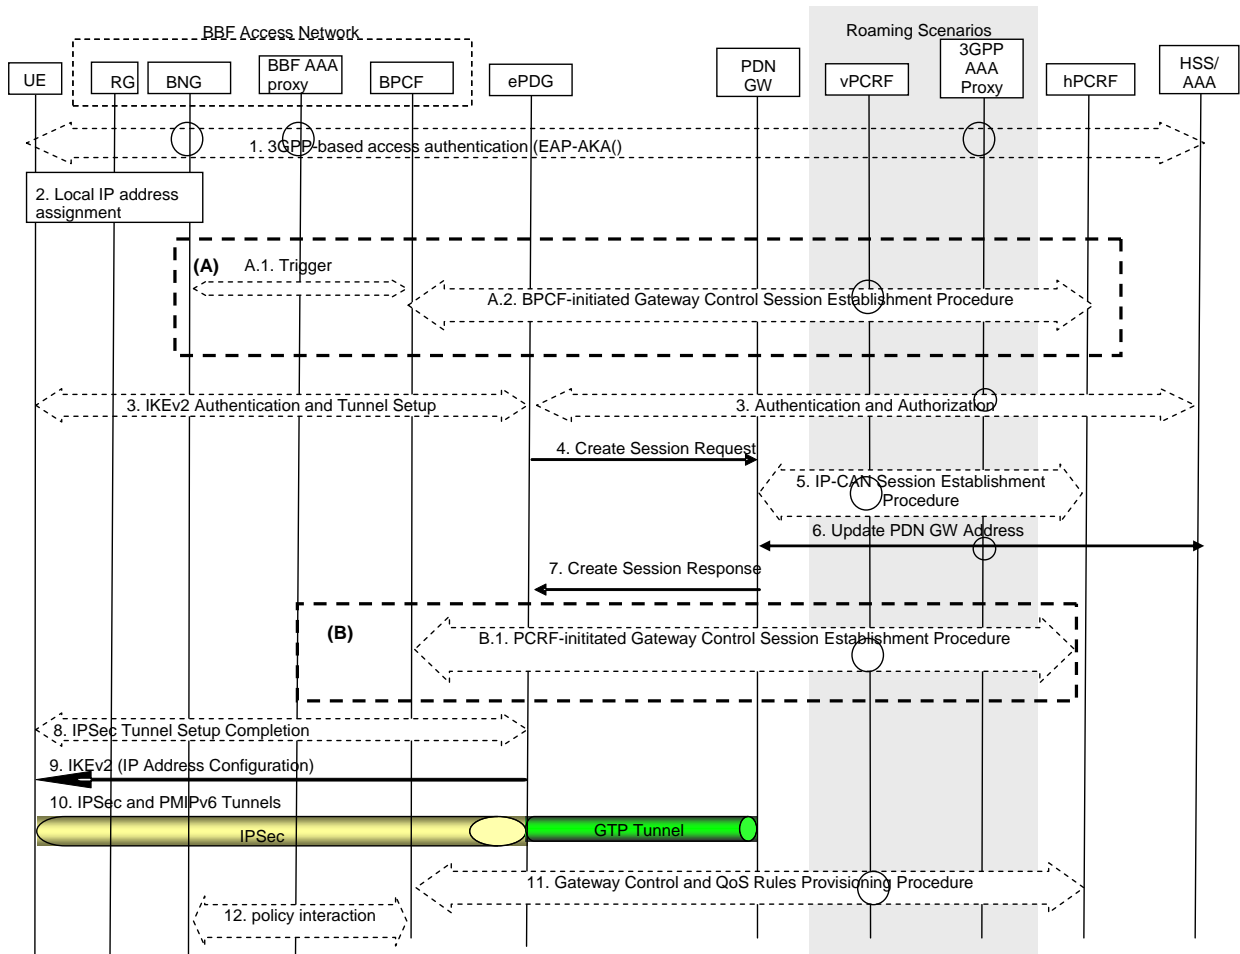 BBF Access Network
Roaming Scenarios
UE
RG
BNG
BBF AAA
proxy
BPCF
ePDG
PDN
GW
vPCRF
3GPP
AAA
Proxy
hPCRF
HSS/
AAA
1. 3GPP-based access authentication (EAP-AKA()
2. Local IP address
assignment
(A)
A.1. Trigger
A.2. BPCF-initiated Gateway Control Session Establishment Procedure
3. IKEv2 Authentication and Tunnel Setup
3. Authentication and Authorization
4. Create Session Request
5. IP-CAN Session Establishment
Procedure
6. Update PDN GW Address
7. Create Session Response
(B)
B.1. PCRF-inititated Gateway Control Session Establishment Procedure
8. IPSec Tunnel Setup Completion
9. IKEv2 (IP Address Configuration)
10. IPSec and PMIPv6 Tunnels
IPSec
GTP Tunnel
11. Gateway Control and QoS Rules Provisioning Procedure
12. policy interaction